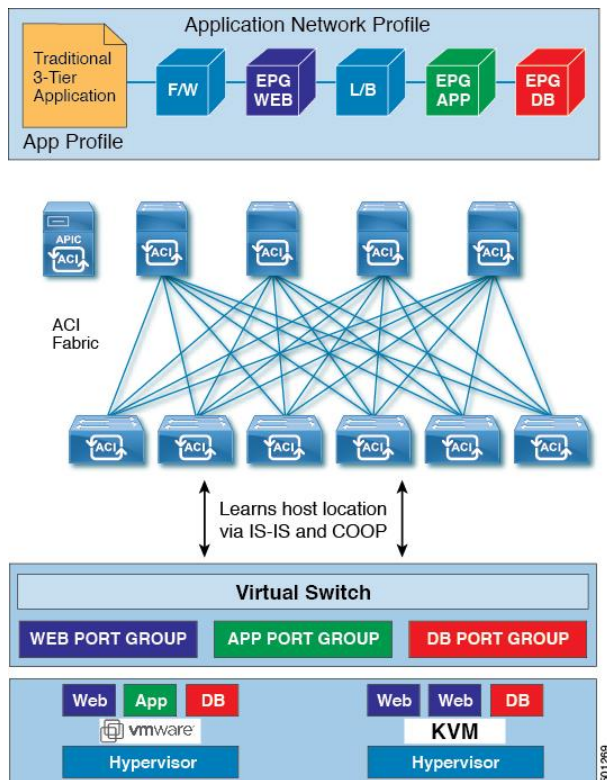 Application Network Profile
Traditional
3-Tier
Application
App Profile
F/W
EPG
WEB
L/B
EPG
APP
EPG
DB
APIC
ACI
ACI
ACI
ACI
ACI
ACI
Fabric
ACI
ACI
ACI
ACI
ACI
ACI
Learns host location
via IS-IS and COOP
Virtual Switch
WEB PORT GROUP
APP PORT GROUP
DB PORT GROUP
Web
App
DB
vmware
Hypervisor
Web
Web
DB
KVM
Hypervisor